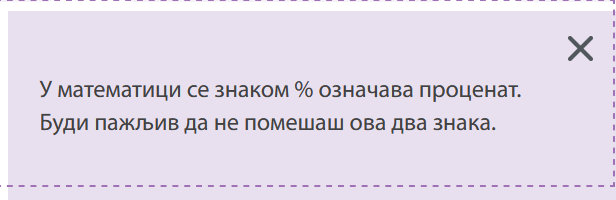 У математици се знаком % означава проценат.
Буди пажљив да не помешаш ова два знака.